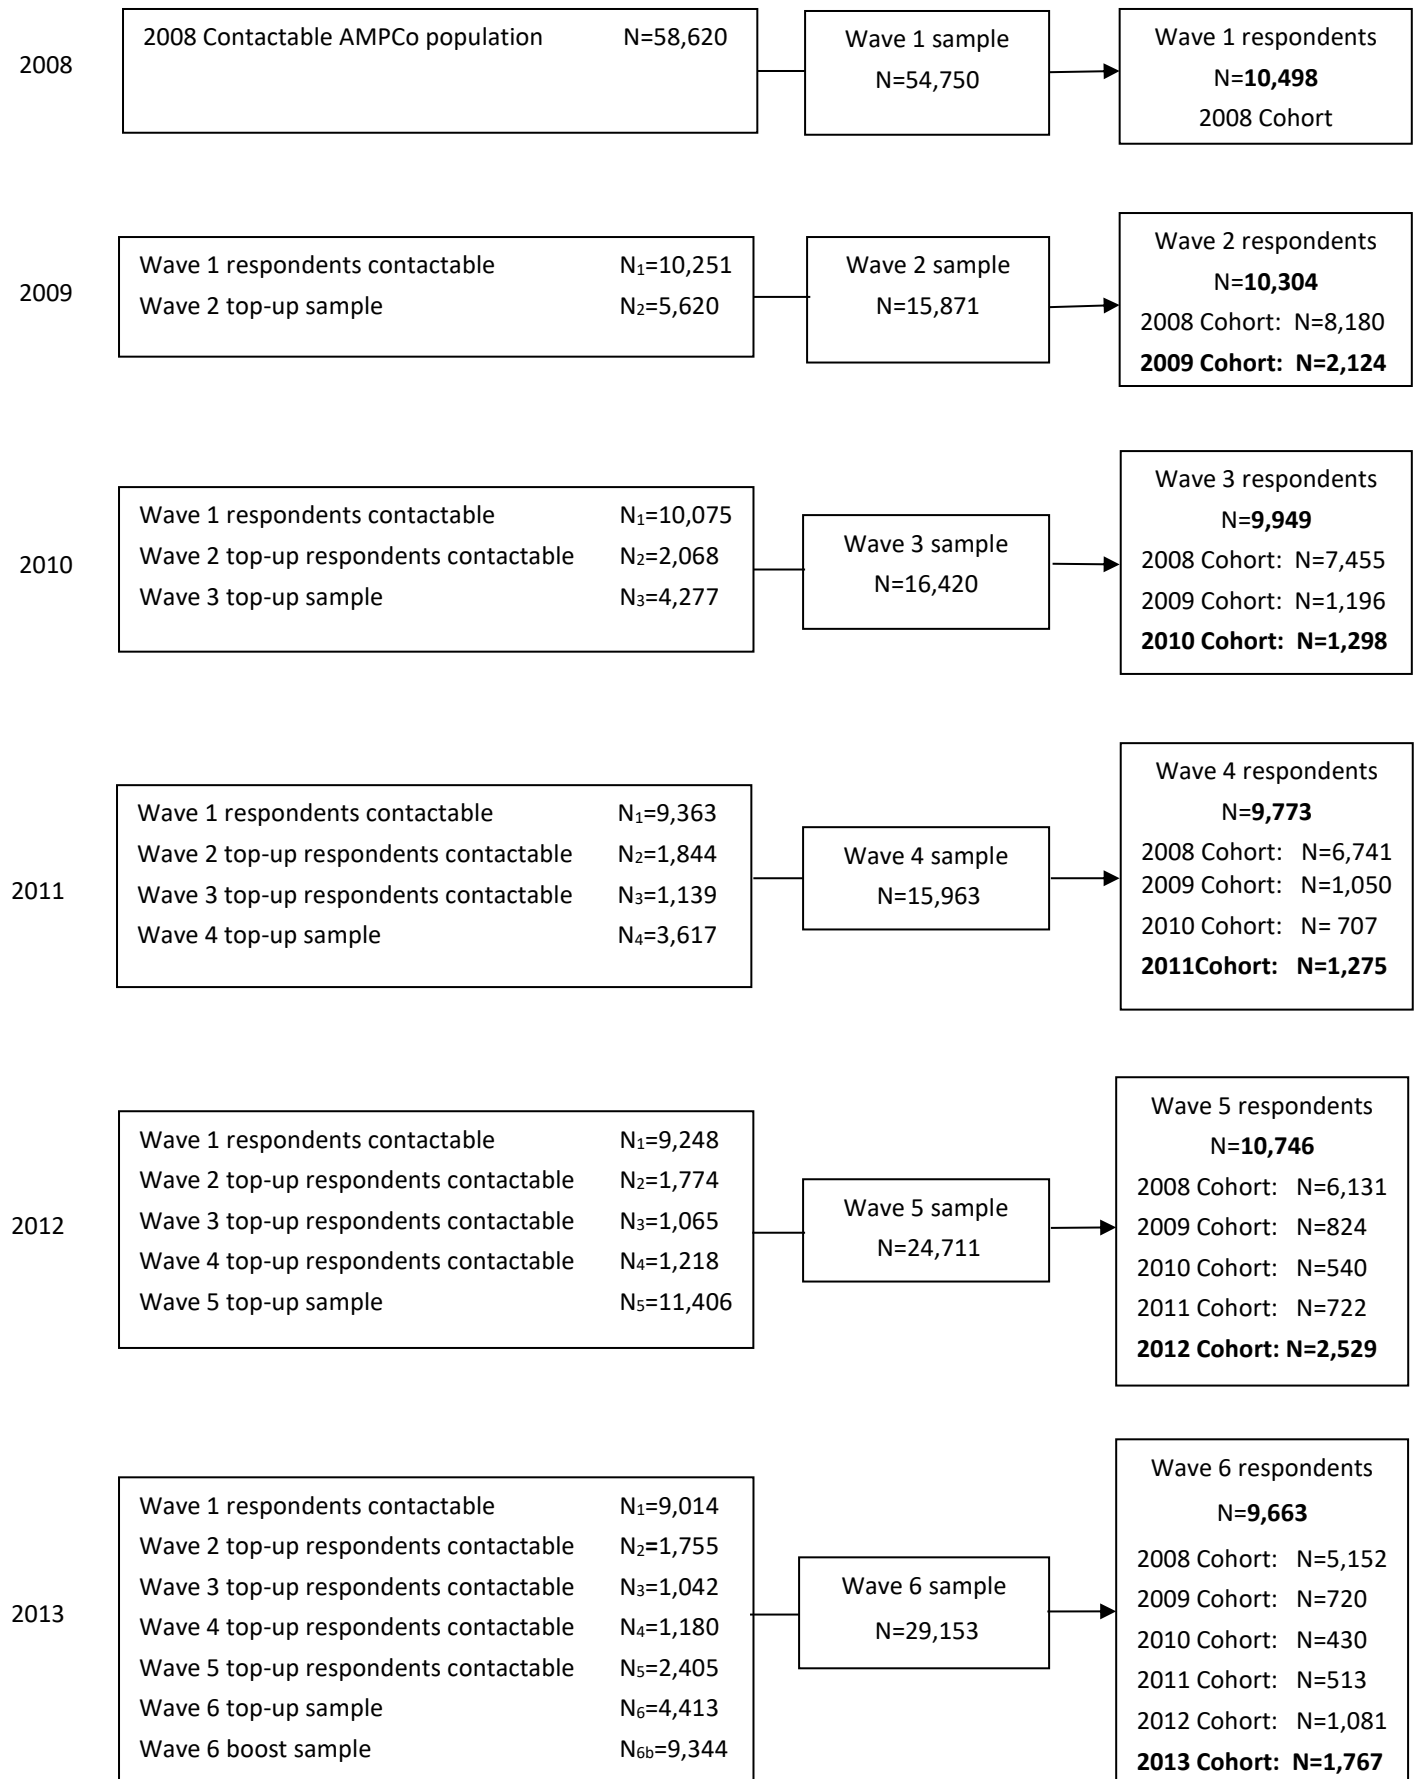 2008
2008 Contactable AMPCo population N=58,620
Wave 1 sample
N=54,750
Wave 1 respondents
N=10,498
2008 Cohort
2009
Wave 1 respondents contactable N1=10,251
Wave 2 top-up sample N2=5,620
Wave 2 sample
N=15,871
Wave 2 respondents
N=10,304
2008 Cohort: N=8,180
2009 Cohort: N=2,124
2010
Wave 1 respondents contactable N1=10,075
Wave 2 top-up respondents contactable N2=2,068
Wave 3 top-up sample N3=4,277
Wave 3 sample
N=16,420
Wave 3 respondents
N=9,949
2008 Cohort: N=7,455
2009 Cohort: N=1,196
2010 Cohort: N=1,298
2011
Wave 1 respondents contactable N1=9,363
Wave 2 top-up respondents contactable N2=1,844
Wave 3 top-up respondents contactable N3=1,139
Wave 4 top-up sample N4=3,617
Wave 4 sample
N=15,963
Wave 4 respondents
N=9,773
2008 Cohort: N=6,741
2009 Cohort: N=1,050
2010 Cohort: N= 707
2011Cohort: N=1,275
2012
Wave 1 respondents contactable N1=9,248
Wave 2 top-up respondents contactable N2=1,774
Wave 3 top-up respondents contactable N3=1,065
Wave 4 top-up respondents contactable N4=1,218
Wave 5 top-up sample N5=11,406
Wave 5 sample
N=24,711
Wave 5 respondents
N=10,746
2008 Cohort: N=6,131
2009 Cohort: N=824
2010 Cohort: N=540
2011 Cohort: N=722
2012 Cohort: N=2,529
2013
Wave 1 respondents contactable N1=9,014
Wave 2 top-up respondents contactable N2=1,755
Wave 3 top-up respondents contactable N3=1,042
Wave 4 top-up respondents contactable N4=1,180
Wave 5 top-up respondents contactable N5=2,405
Wave 6 top-up sample N6=4,413
Wave 6 boost sample N6b=9,344
Wave 6 sample
N=29,153
Wave 6 respondents
N=9,663
2008 Cohort: N=5,152
2009 Cohort: N=720
2010 Cohort: N=430
2011 Cohort: N=513
2012 Cohort: N=1,081
2013 Cohort: N=1,767